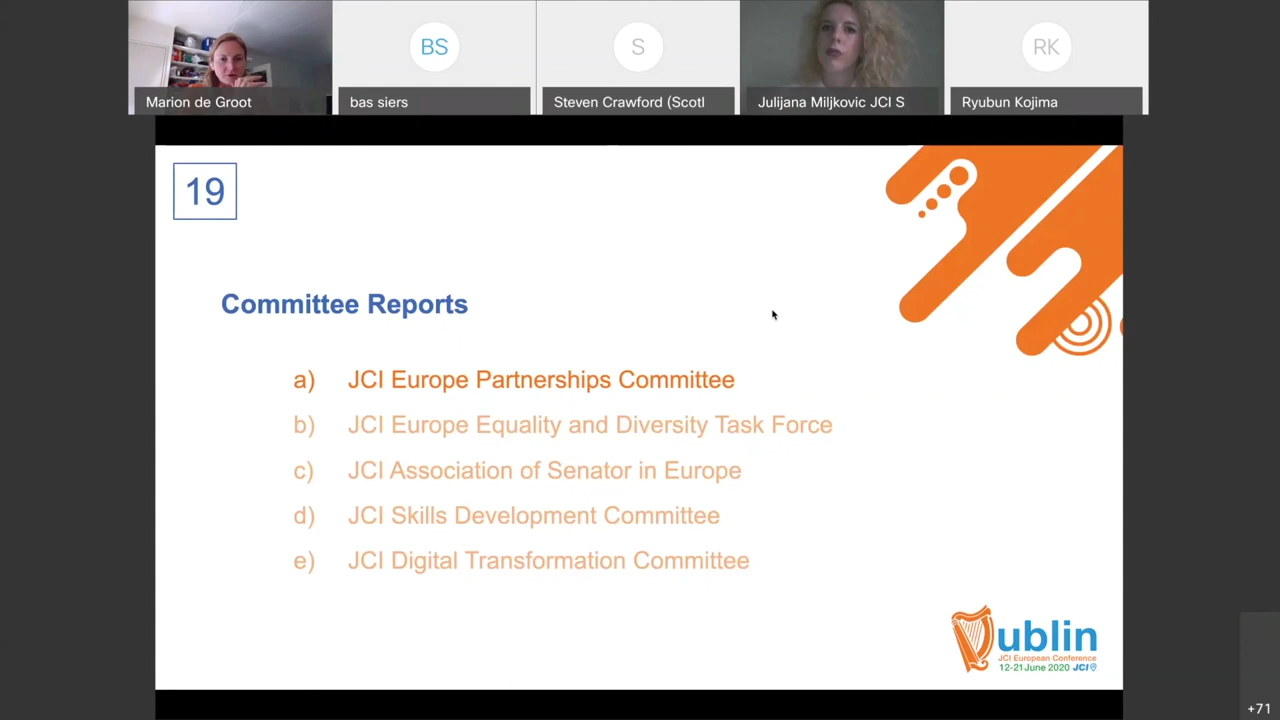 BS
S
RK
Marion de Groot
bas siers
Steven Crawford (Scotl
Julijana Miljkovic JCI S
Ryubun Kojima
19
Committee Reports
a) JCI Europe Partnerships Committee
b) JCI Europe Equality and Diversity Task Force
c) JCI Association of Senator in Europe
d) JCI Skills Development Committee
e) JCI Digital Transformation Committee
Dublin
JCI European Conference
12-21 June 2020 JCI
+71